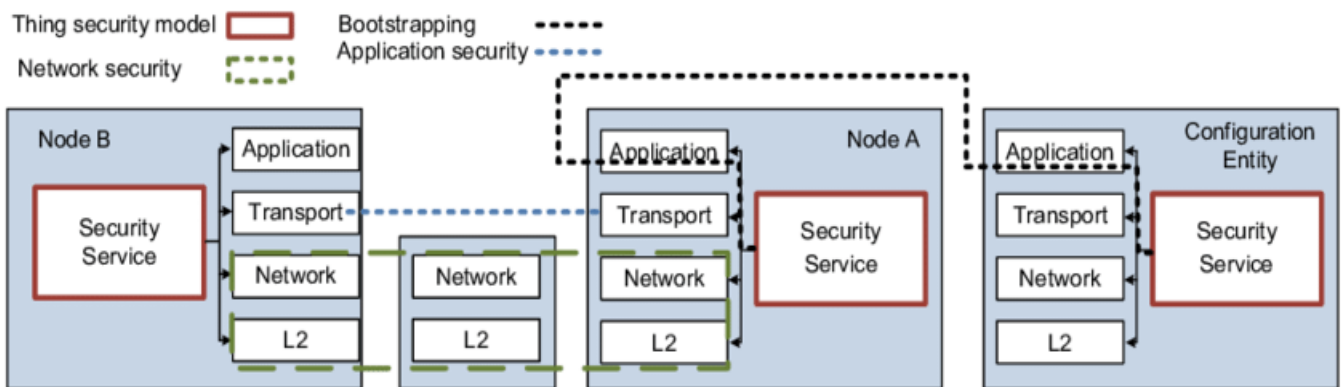 Thing security model
Bootstrapping
Application security
Network security
Node B
Security
Service
Application
Transport
Network
L2
Network
L2
Node A
Application
Transport
Network
L2
Security
Service
Configuration
Entity
Application
Transport
Network
L2
Security
Service